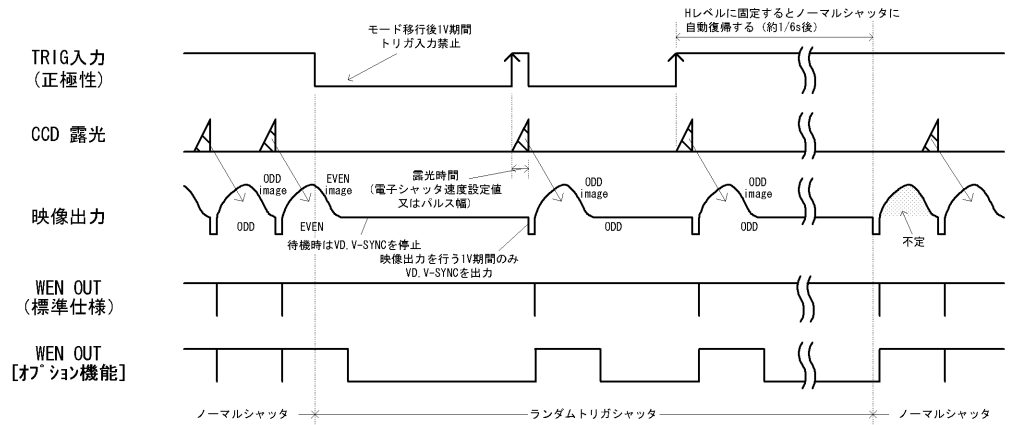 Hレベルに固定するとノーマルシャッタに
自動復帰する (約1/6s後)
モード移行後1V期間
トリガ入力禁止
TRIG入力
(正極性)
CCD 露光
露光時間
(電子シャッタ速度設定値
又はパルス幅)
ODD
image
EVEN
image
ODD
image
ODD
image
映像出力
ODD
EVEN
ODD
ODD
不定
待機時はVD, V-SYNCを停止
映像出力を行う1V期間のみ
VD, V-SYNCを出力
WEN OUT
(標準仕様)
WEN OUT
[オプション機能]
ノーマルシャッタ
ランダムトリガシャッタ
ノーマルシャッタ